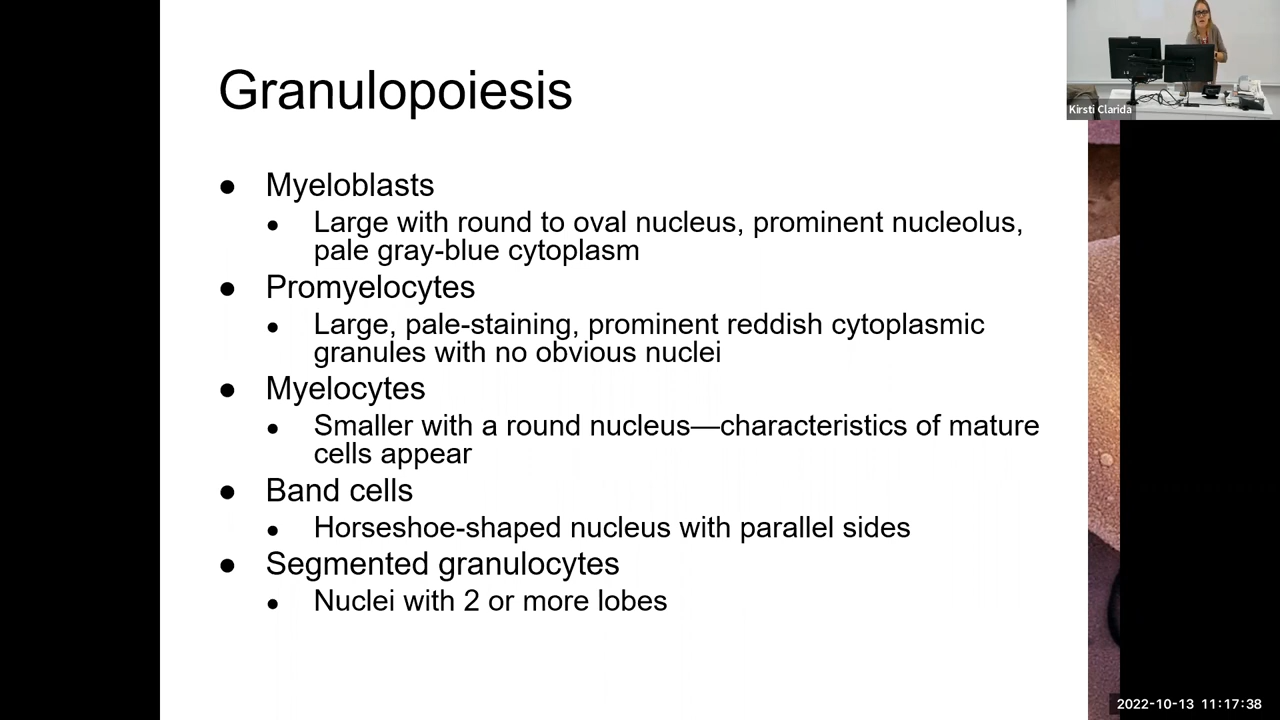 Granulopoiesis
● Myeloblasts
● Large with round to oval nucleus, prominent nucleolus,
pale gray-blue cytoplasm
● Promyelocytes
● Large, pale-staining, prominent reddish cytoplasmic
granules with no obvious nuclei
● Myelocytes
● Smaller with a round nucleus—characteristics of mature
cells appear
● Band cells
● Horseshoe-shaped nucleus with parallel sides
● Segmented granulocytes
● Nuclei with 2 or more lobes
Kirsti Clarida
2022-10-13 11:17:38